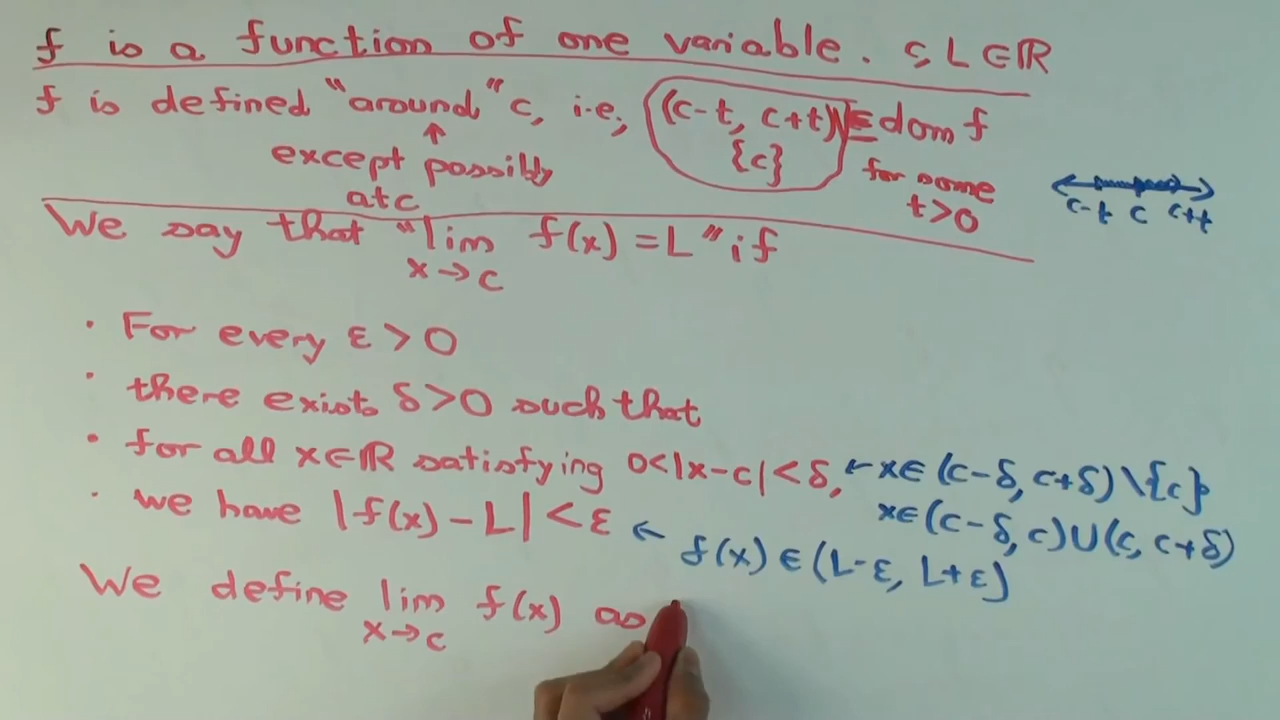 f is a function of one variable. c, L ∈ ℝ
f is defined "around" c, i.e., (c-t, c+t) \ {c} ⊆ dom f
↑
except possibly
at c
for some
t>0
c-t c c+t
We say that "lim f(x) = L" if
x→c
· For every ε > 0
· there exists δ>0 such that
· for all x∈ℝ satisfying 0<|x-c|<δ, ← x∈ (c-δ, c+δ) \ {c}
x∈(c-δ, c)∪(c, c+δ)
· we have |f(x) - L| < ε ← f(x) ∈ (L-ε, L+ε)
We define lim f(x) as
x→c